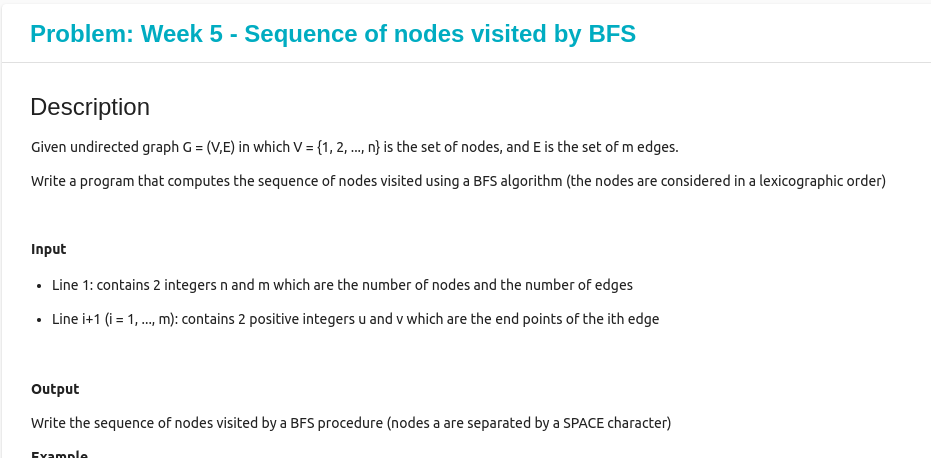 Problem: Week 5 - Sequence of nodes visited by BFS
Description
Given undirected graph G = (V,E) in which V = {1, 2, ..., n} is the set of nodes, and E is the set of m edges.
Write a program that computes the sequence of nodes visited using a BFS algorithm (the nodes are considered in a lexicographic order)
Input
• Line 1: contains 2 integers n and m which are the number of nodes and the number of edges
• Line i+1 (i = 1, ..., m): contains 2 positive integers u and v which are the end points of the ith edge
Output
Write the sequence of nodes visited by a BFS procedure (nodes a are separated by a SPACE character)
Example